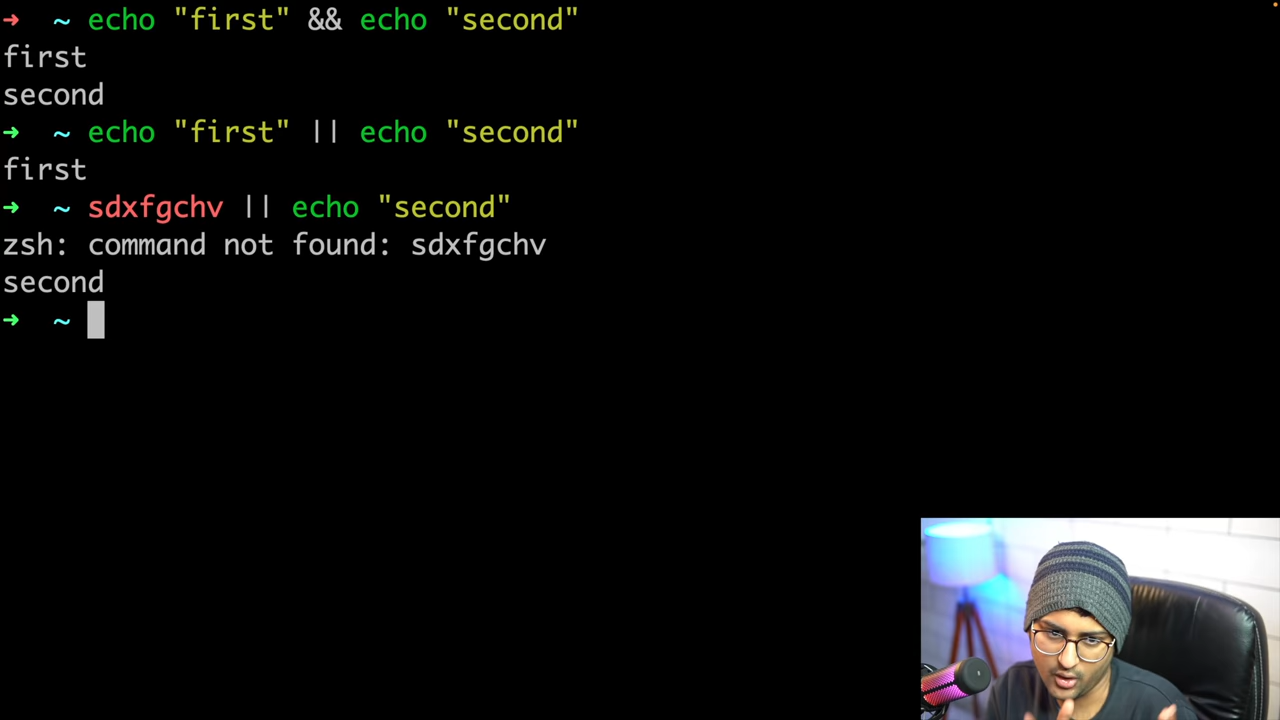 ➜  ~ echo "first" && echo "second"
first
second
➜  ~ echo "first" || echo "second"
first
➜  ~ sdxfgchv || echo "second"
zsh: command not found: sdxfgchv
second
➜  ~